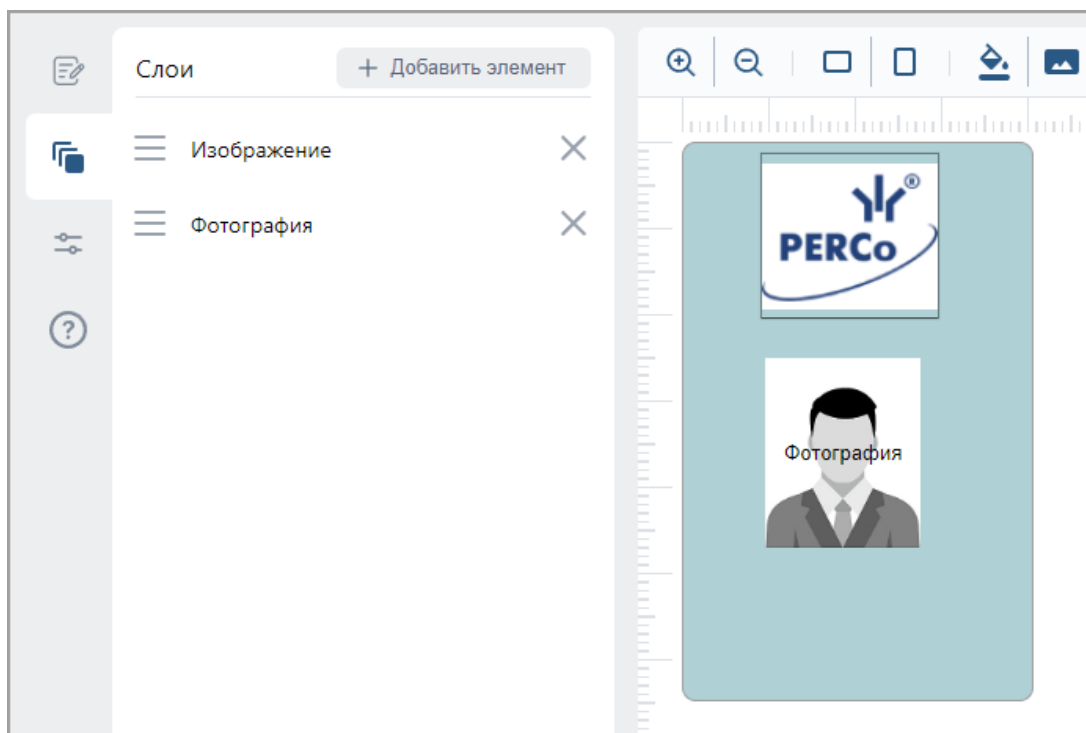 Слои
+ Добавить элемент
Изображение
Фотография
?
PERCo®
Фотография